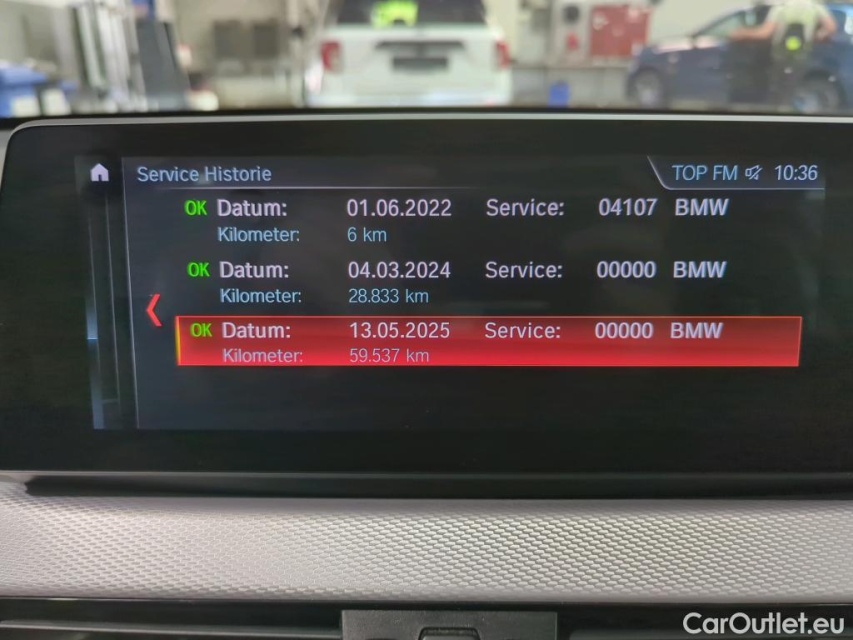 Service Historie
TOP FM 10:36
OK Datum: 01.06.2022 Service: 04107 BMW
Kilometer: 6 km
OK Datum: 04.03.2024 Service: 00000 BMW
Kilometer: 28.833 km
OK Datum: 13.05.2025 Service: 00000 BMW
Kilometer: 59.537 km
CarOutlet.eu